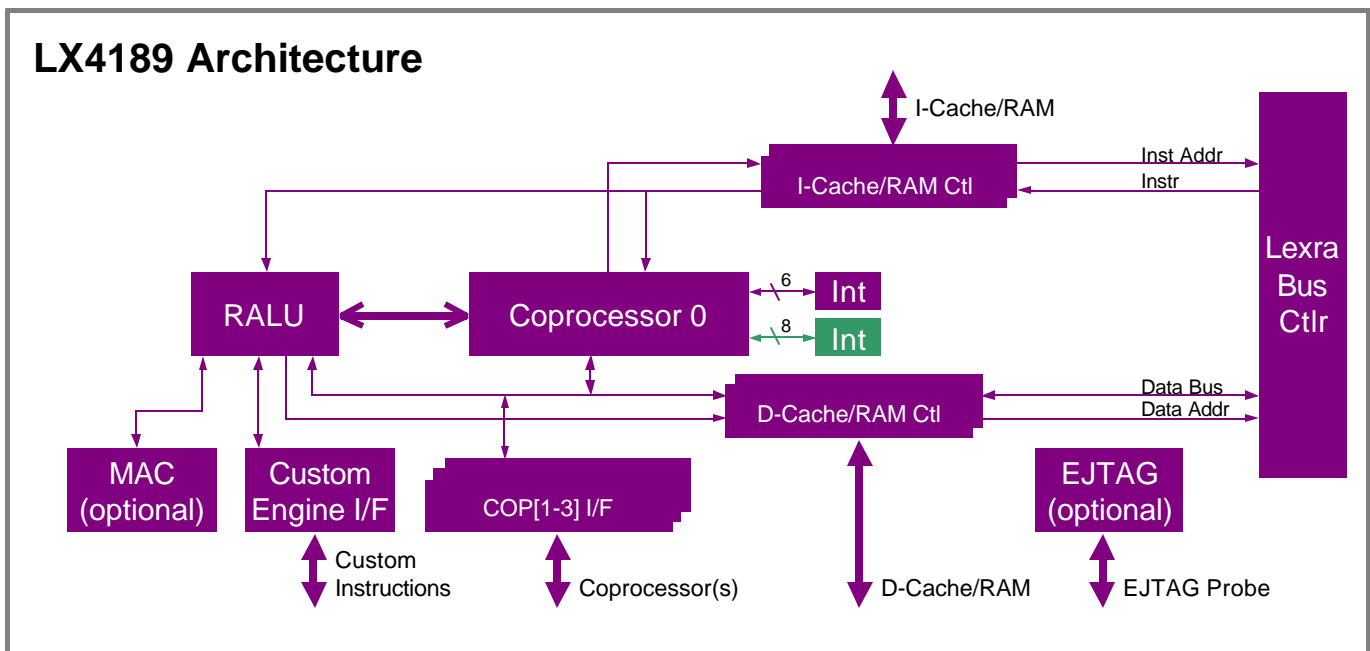 LX4189 Architecture
I-Cache/RAM
I-Cache/RAM Ctl
Inst Addr
Instr
Lexra
Bus
Ctlr
RALU
Coprocessor 0
6
Int
8
Int
D-Cache/RAM Ctl
Data Bus
Data Addr
MAC
(optional)
Custom
Engine I/F
COP[1-3] I/F
EJTAG
(optional)
Custom
Instructions
Coprocessor(s)
D-Cache/RAM
EJTAG Probe